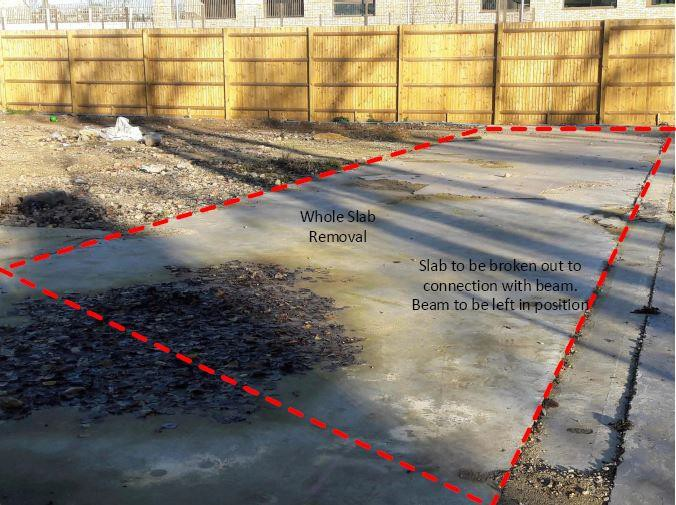 Whole Slab
Removal
Slab to be broken out to
connection with beam.
Beam to be left in position